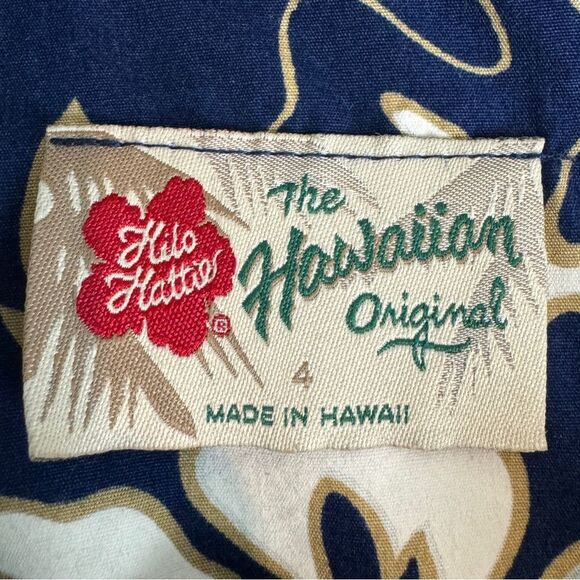 Hilo
Hattie
®
The
Hawaiian
Original
4
MADE IN HAWAII